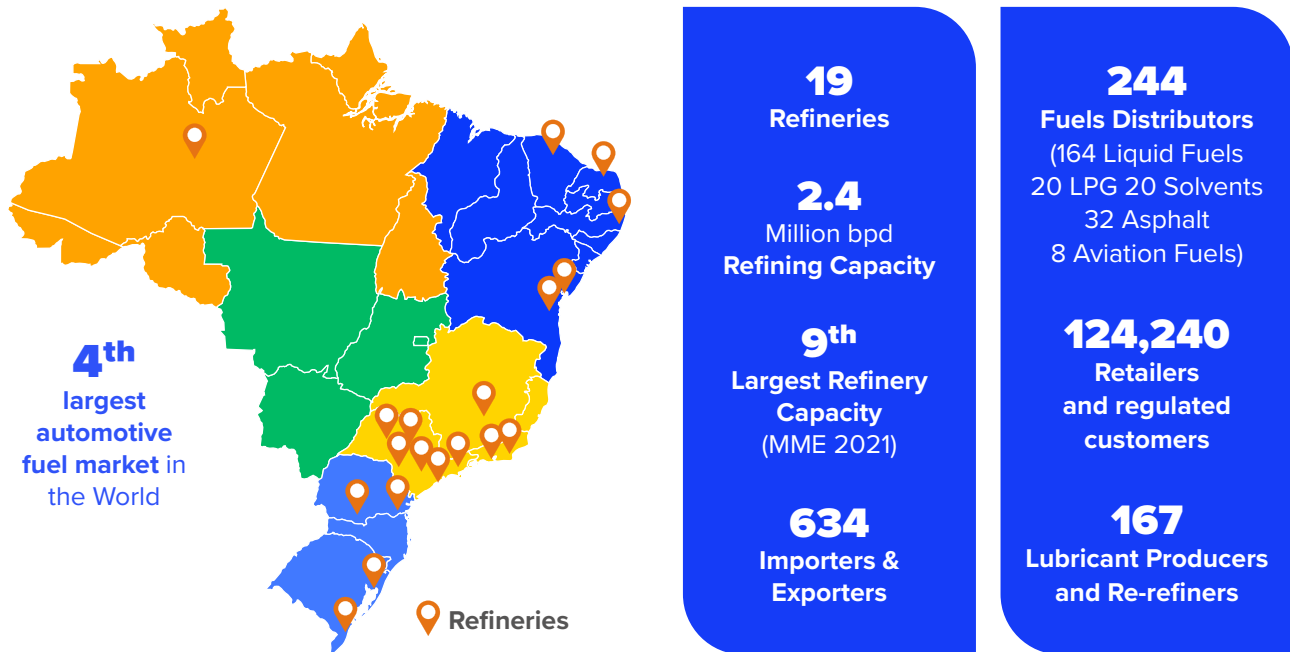 4th
largest
automotive
fuel market in
the World
Refineries
19
Refineries
2.4
Million bpd
Refining Capacity
9th
Largest Refinery
Capacity
(MME 2021)
634
Importers &
Exporters
244
Fuels Distributors
(164 Liquid Fuels
20 LPG 20 Solvents
32 Asphalt
8 Aviation Fuels)
124,240
Retailers
and regulated
customers
167
Lubricant Producers
and Re-refiners